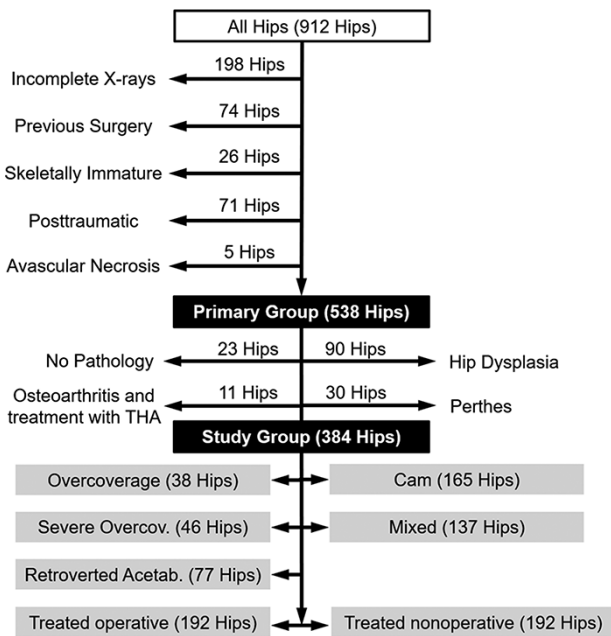 All Hips (912 Hips)
198 Hips
Incomplete X-rays
74 Hips
Previous Surgery
26 Hips
Skeletally Immature
71 Hips
Posttraumatic
5 Hips
Avascular Necrosis
Primary Group (538 Hips)
23 Hips 90 Hips
No Pathology Hip Dysplasia
Osteoarthritis and 11 Hips 30 Hips
treatment with THA Perthes
Study Group (384 Hips)
Overcoverage (38 Hips) Cam (165 Hips)
Severe Overcov. (46 Hips) Mixed (137 Hips)
Retroverted Acetab. (77 Hips)
Treated operative (192 Hips) Treated nonoperative (192 Hips)